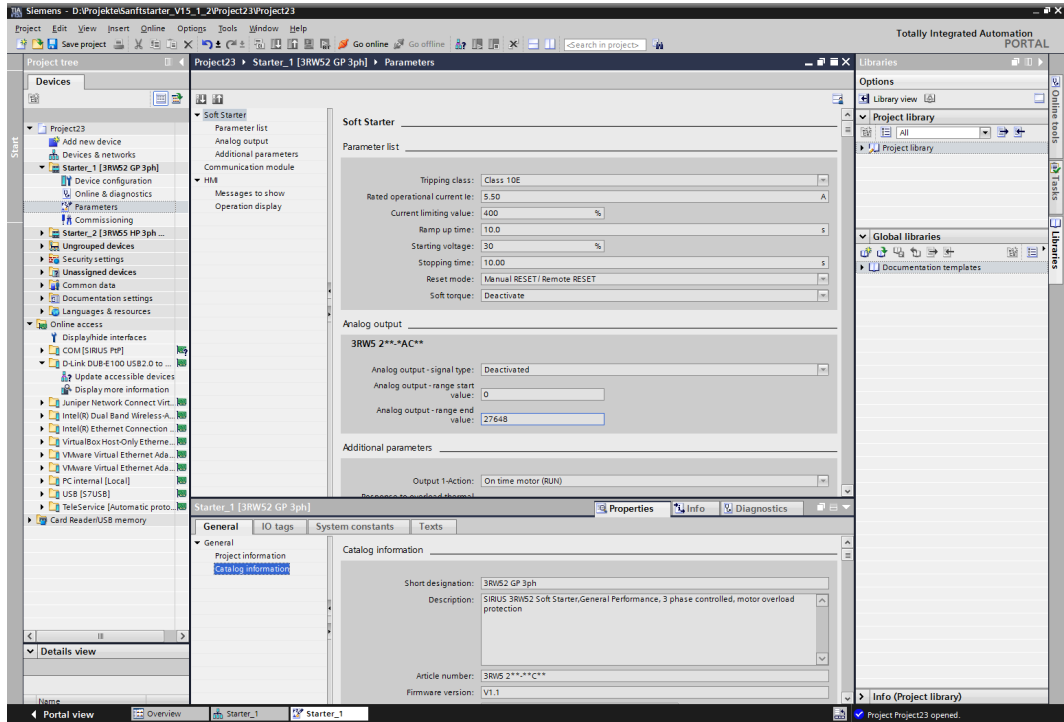 Siemens - D:\Projekte\Sanftstarter_V15_1_2\Project23\Project23
Project Edit View Insert Online Options Tools Window Help
Totally Integrated Automation
PORTAL
Save project Go online Go offline <Search in project>
Project tree
Devices
Start
Project23
Add new device
Devices & networks
Starter_1 [3RW52 GP 3ph]
Device configuration
Online & diagnostics
Parameters
Commissioning
Starter_2 [3RW55 HP 3ph ...
Ungrouped devices
Security settings
Unassigned devices
Common data
Documentation settings
Languages & resources
Online access
Display/hide interfaces
COM [SIRIUS PtP]
D-Link DUB-E100 USB2.0 to ...
Update accessible devices
Display more information
Juniper Network Connect Virt...
Intel(R) Dual Band Wireless-A...
Intel(R) Ethernet Connection ...
VirtualBox Host-Only Etherne...
VMware Virtual Ethernet Ada...
VMware Virtual Ethernet Ada...
PC internal [Local]
USB [S7USB]
TeleService [Automatic proto...
Card Reader/USB memory
Details view
Name
Project23 Starter_1 [3RW52 GP 3ph] Parameters
Soft Starter
Parameter list
Analog output
Additional parameters
Communication module
HMI
Messages to show
Operation display
Soft Starter
Parameter list
Tripping class: Class 10E
Rated operational current Ie: 5.50 A
Current limiting value: 400 %
Ramp up time: 10.0 s
Starting voltage: 30 %
Stopping time: 10.00 s
Reset mode: Manual RESET / Remote RESET
Soft torque: Deactivate
Analog output
3RW5 2**-*AC**
Analog output - signal type: Deactivated
Analog output - range start
value: 0
Analog output - range end
value: 27648
Additional parameters
Output 1-Action: On time motor (RUN)
Response to overload thermal
Starter_1 [3RW52 GP 3ph]
Properties Info Diagnostics
General IO tags System constants Texts
General
Project information
Catalog information
Catalog information
Short designation: 3RW52 GP 3ph
Description: SIRIUS 3RW52 Soft Starter,General Performance, 3 phase controlled, motor overload
protection
Article number: 3RW5 2**-**C**
Firmware version: V1.1
Libraries
Options
Library view
Project library
All
Project library
Global libraries
Documentation templates
Info (Project library)
Online tools
Tasks
Libraries
Portal view Overview Starter_1 Starter_1
Project Project23 opened.